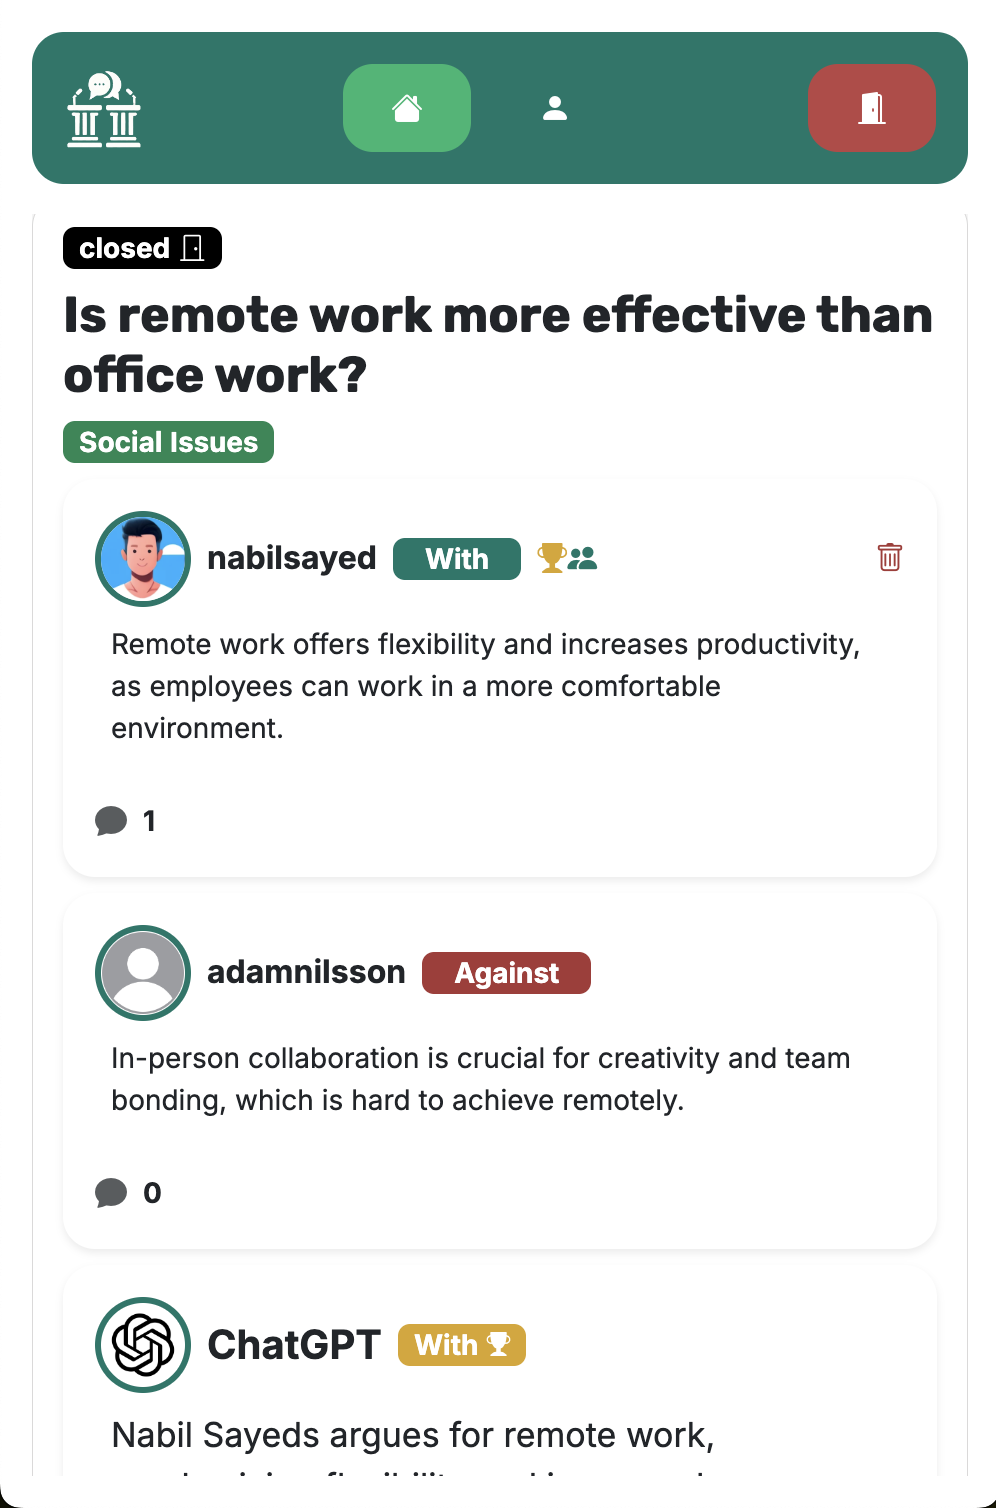 closed
Is remote work more effective than
office work?
Social Issues
nabilsayed With
Remote work offers flexibility and increases productivity,
as employees can work in a more comfortable
environment.
1
adamnilsson Against
In-person collaboration is crucial for creativity and team
bonding, which is hard to achieve remotely.
0
ChatGPT With
Nabil Sayeds argues for remote work,